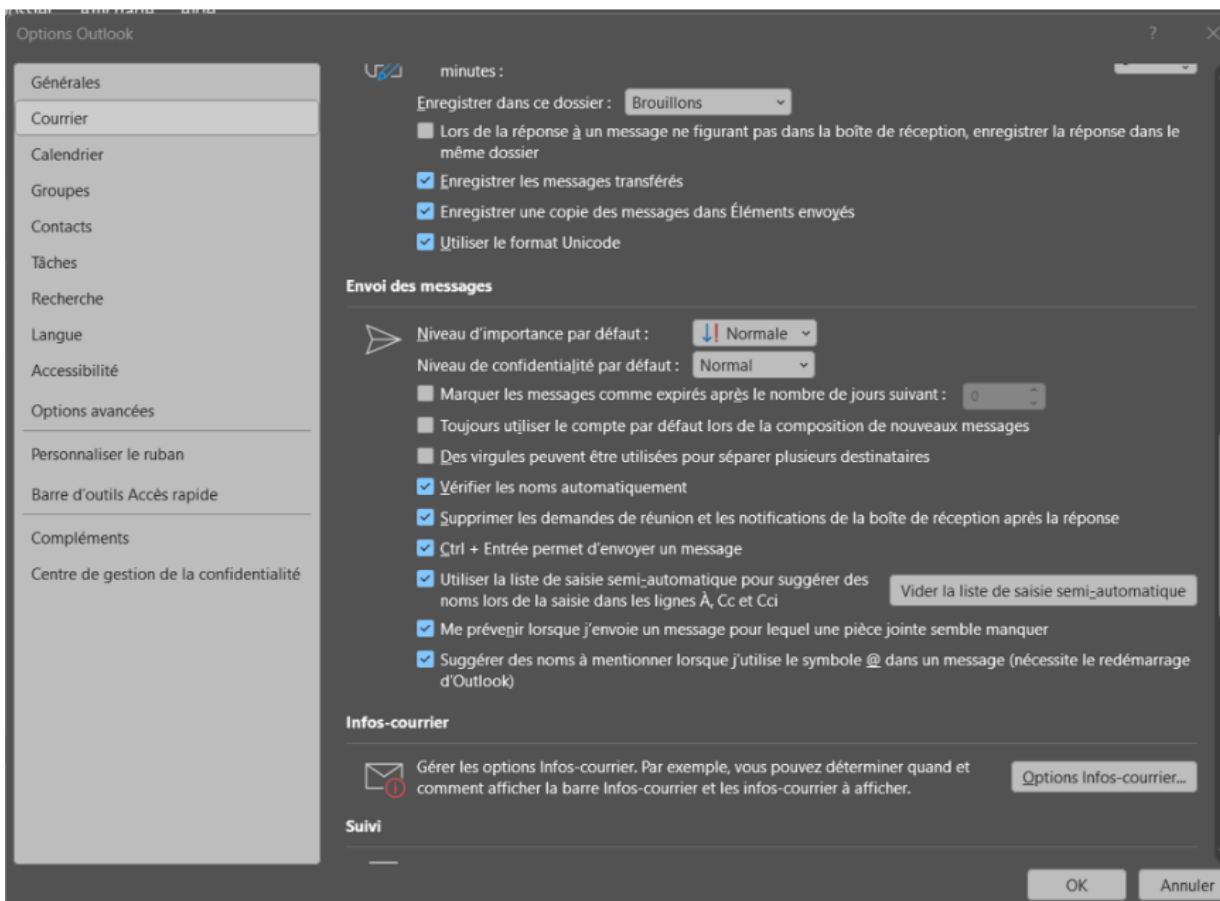 Options Outlook
?
Générales
Courrier
Calendrier
Groupes
Contacts
Tâches
Recherche
Langue
Accessibilité
Options avancées
Personnaliser le ruban
Barre d'outils Accès rapide
Compléments
Centre de gestion de la confidentialité
minutes :
Enregistrer dans ce dossier : Brouillons
Lors de la réponse à un message ne figurant pas dans la boîte de réception, enregistrer la réponse dans le
même dossier
Enregistrer les messages transférés
Enregistrer une copie des messages dans Éléments envoyés
Utiliser le format Unicode
Envoi des messages
Niveau d'importance par défaut : Normale
Niveau de confidentialité par défaut : Normal
Marquer les messages comme expirés après le nombre de jours suivant : 0
Toujours utiliser le compte par défaut lors de la composition de nouveaux messages
Des virgules peuvent être utilisées pour séparer plusieurs destinataires
Vérifier les noms automatiquement
Supprimer les demandes de réunion et les notifications de la boîte de réception après la réponse
Ctrl + Entrée permet d'envoyer un message
Utiliser la liste de saisie semi-automatique pour suggérer des
noms lors de la saisie dans les lignes À, Cc et Cci
Vider la liste de saisie semi-automatique
Me prévenir lorsque j'envoie un message pour lequel une pièce jointe semble manquer
Suggérer des noms à mentionner lorsque j'utilise le symbole @ dans un message (nécessite le redémarrage
d'Outlook)
Infos-courrier
Gérer les options Infos-courrier. Par exemple, vous pouvez déterminer quand et
comment afficher la barre Infos-courrier et les infos-courrier à afficher.
Options Infos-courrier...
Suivi
OK
Annuler